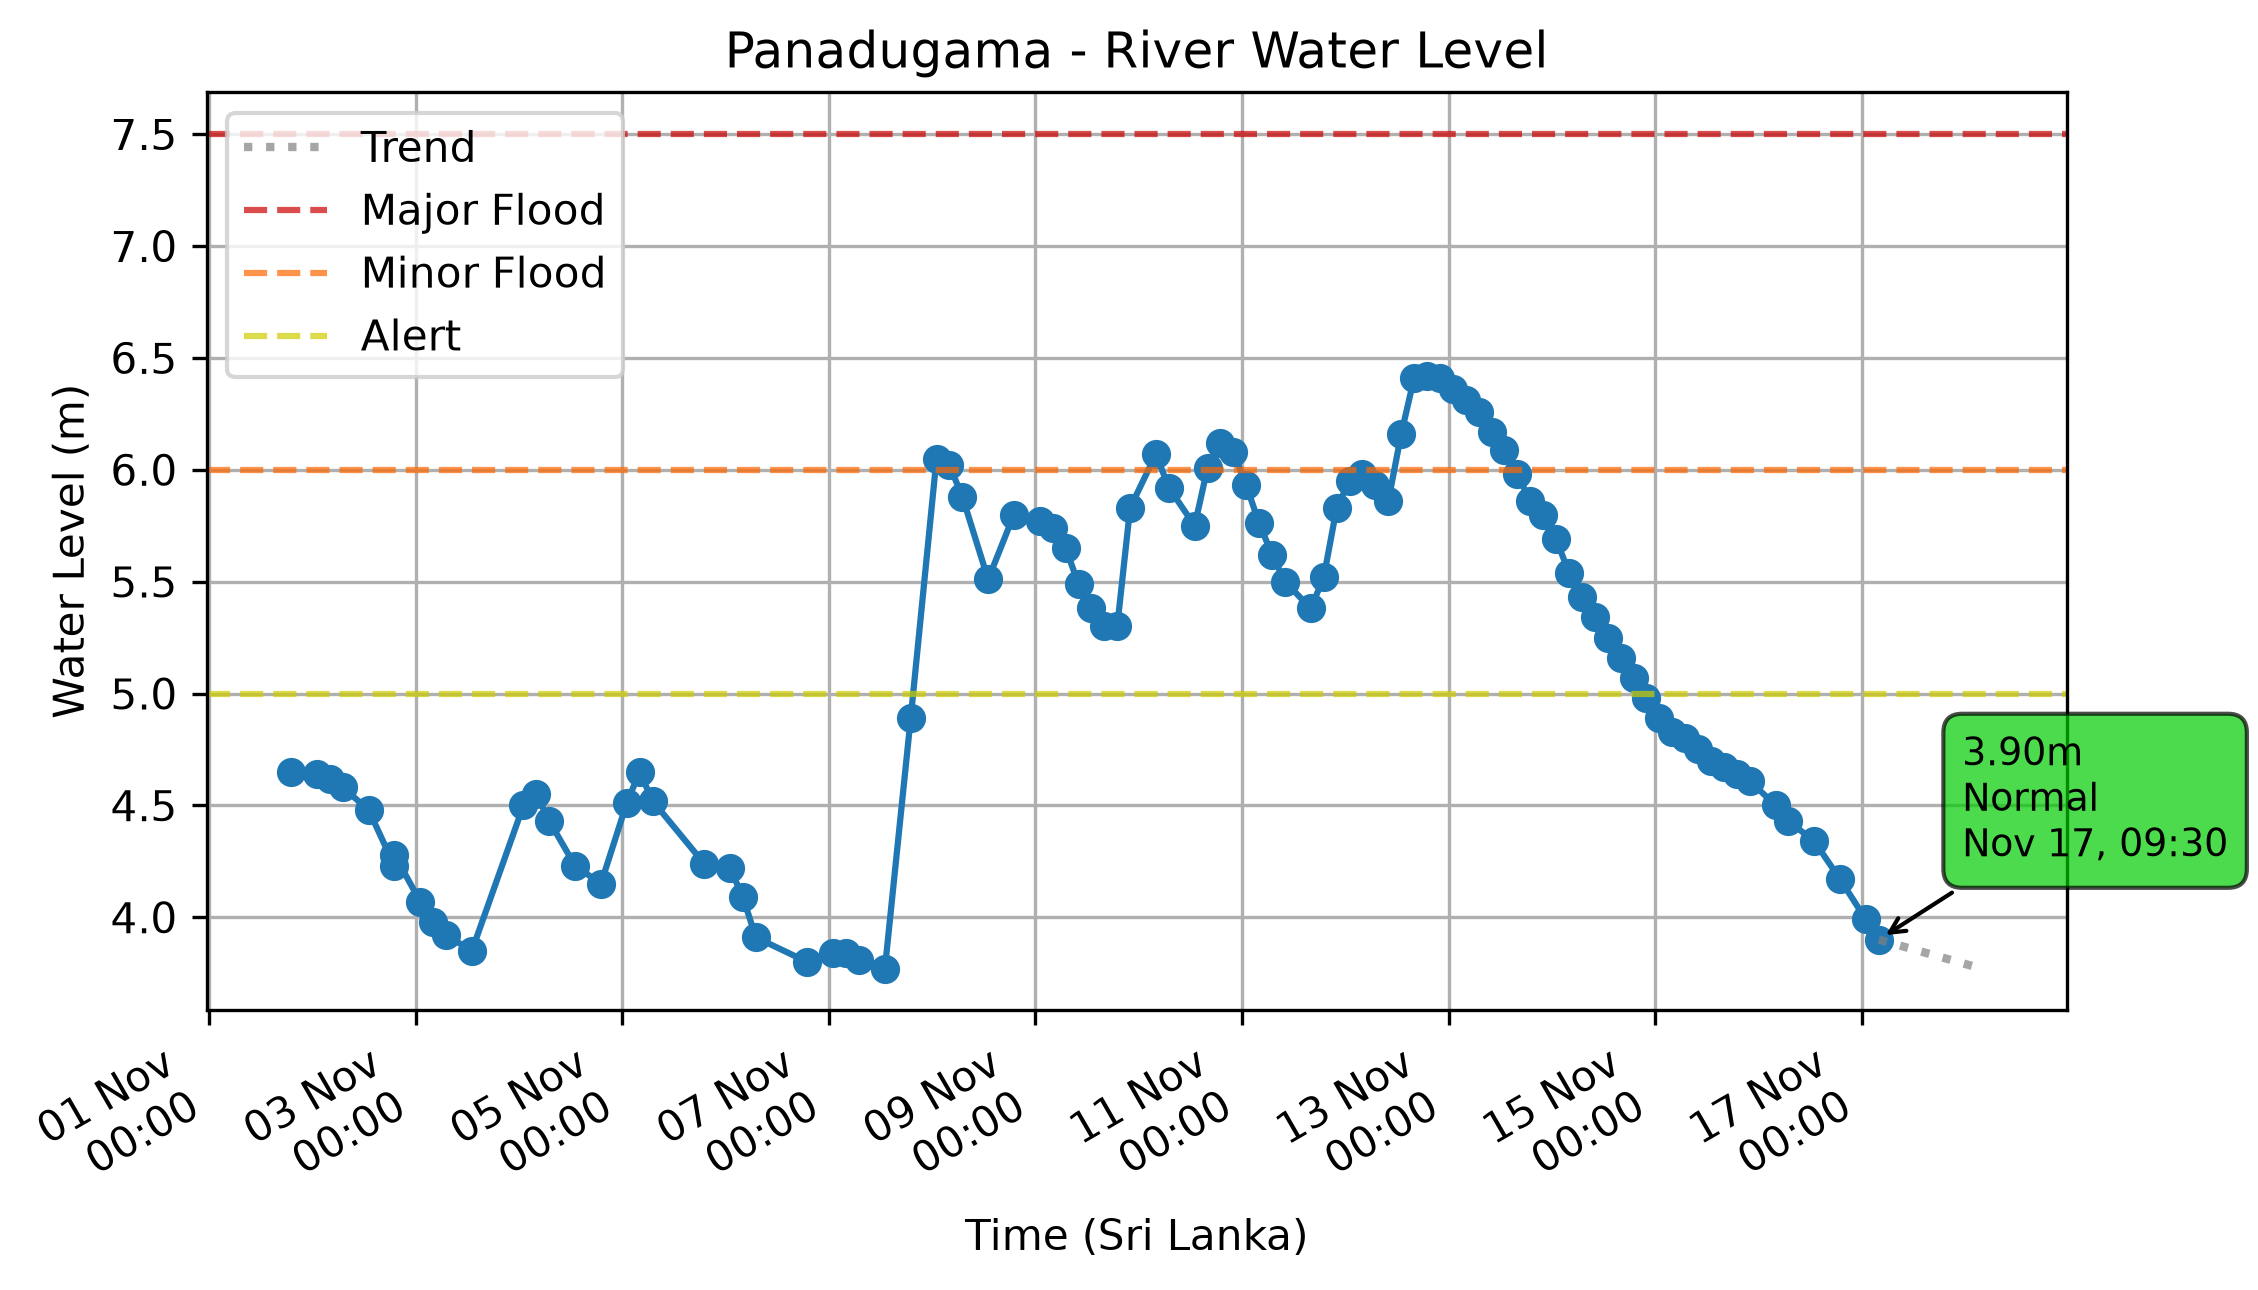 Panadugama - River Water Level
Trend
Major Flood
Minor Flood
Alert
Water Level (m)
7.5
7.0
6.5
6.0
5.5
5.0
4.5
4.0
3.90m
Normal
Nov 17, 09:30
01 Nov
00:00
03 Nov
00:00
05 Nov
00:00
07 Nov
00:00
09 Nov
00:00
11 Nov
00:00
13 Nov
00:00
15 Nov
00:00
17 Nov
00:00
Time (Sri Lanka)